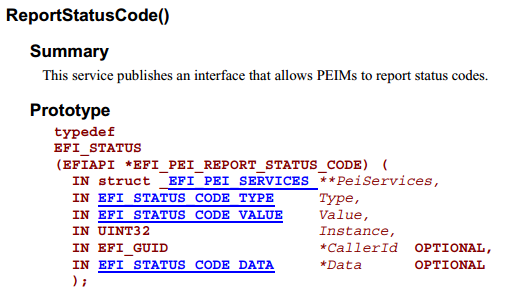 ReportStatusCode()
Summary
This service publishes an interface that allows PEIMs to report status codes.
Prototype
typedef
EFI_STATUS
(EFIAPI *EFI_PEI_REPORT_STATUS_CODE) (
IN struct _EFI_PEI_SERVICES **PeiServices,
IN EFI_STATUS_CODE_TYPE Type,
IN EFI_STATUS_CODE_VALUE Value,
IN UINT32 Instance,
IN EFI_GUID *CallerId OPTIONAL,
IN EFI_STATUS_CODE_DATA *Data OPTIONAL
);